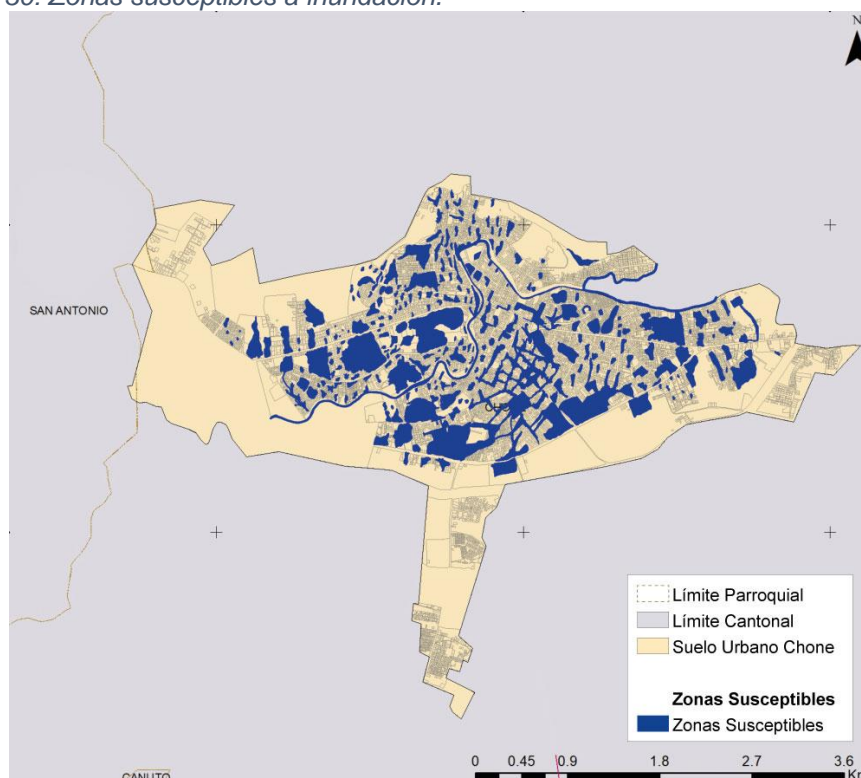 30. Zonas susceptibles a inundación.
N
SAN ANTONIO
Límite Parroquial
Límite Cantonal
Suelo Urbano Chone
Zonas Susceptibles
Zonas Susceptibles
0 0.45 0.9 1.8 2.7 3.6
CANUTO